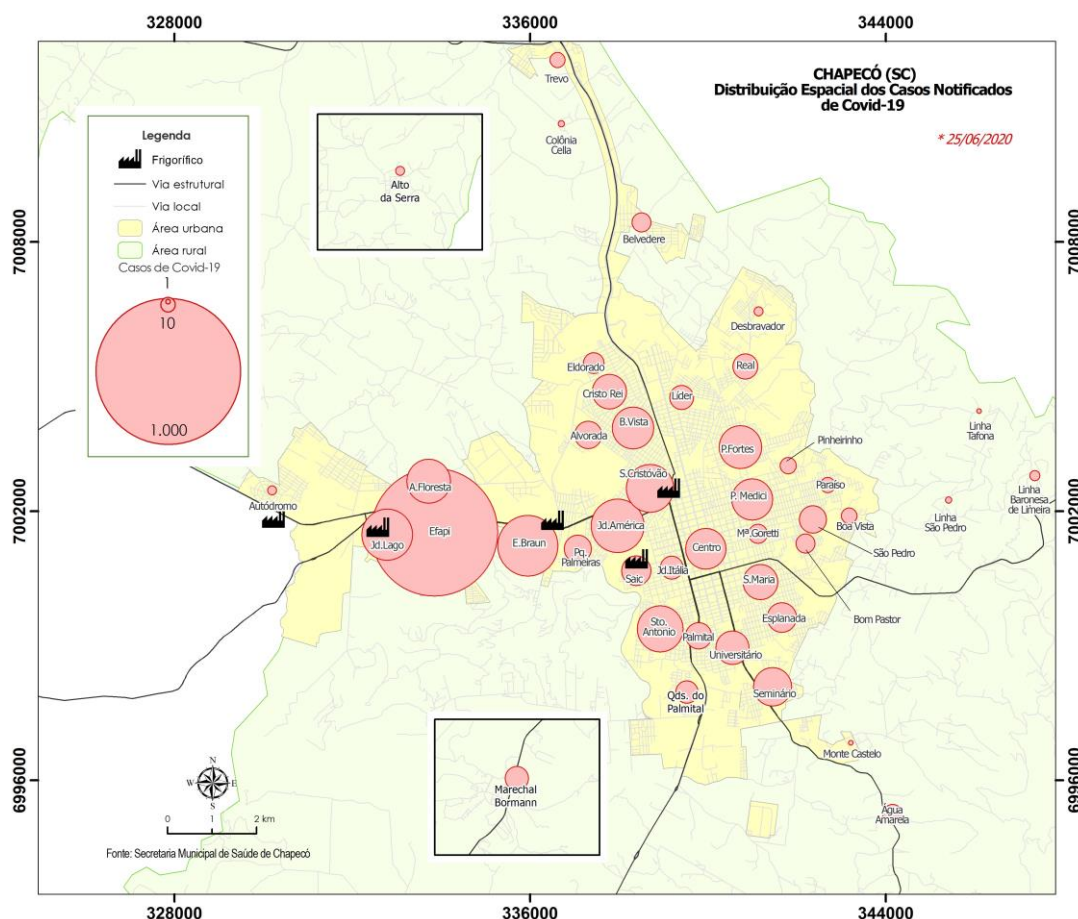 328000
336000
344000
CHAPECÓ (SC)
Distribuição Espacial dos Casos Notificados
de Covid-19
* 25/06/2020
Trevo
Colônia
Cella
Legenda
Frigorífico
Via estrutural
Via local
Área urbana
Área rural
Casos de Covid-19
1
10
1.000
Alto
da Serra
7008000
7008000
Belvedere
Desbravador
Eldorado
Real
Cristo Rei
Líder
Linha
Tafona
B.Vista
Alvorada
P.Fortes
Pinheirinho
S.Cristóvão
A.Floresta
Paraíso
Linha
Baronesa
de Limeira
Autódromo
P. Medici
Linha
São Pedro
7002000
7002000
Efapi
Jd.América
Boa Vista
Mª.Goretti
Jd.Lago
E.Braun
Centro
São Pedro
Pq.
Palmeiras
Saic
Jd.Itália
S.Maria
Bom Pastor
Esplanada
Sto.
Antonio
Palmital
Universitário
Seminário
Qds. do
Palmital
Monte Castelo
6996000
6996000
Marechal
Bormann
Água
Amarela
N
W
E
S
0 1 2 km
Fonte: Secretaria Municipal de Saúde de Chapecó
328000
336000
344000